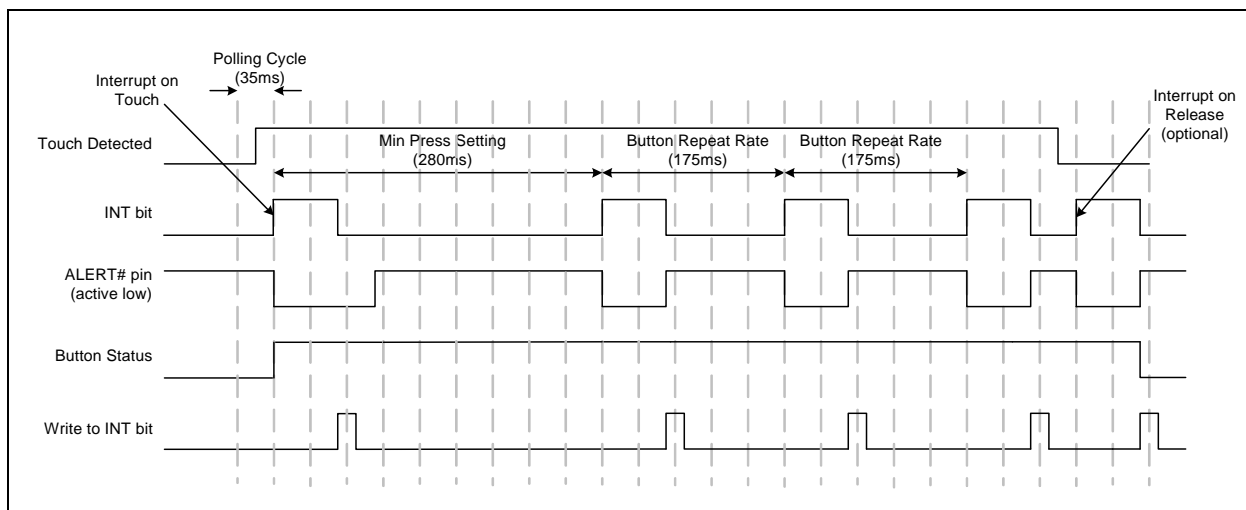 Polling Cycle
(35ms)
Interrupt on
Touch
Interrupt on
Release
(optional)
Touch Detected
Min Press Setting
(280ms)
Button Repeat Rate
(175ms)
Button Repeat Rate
(175ms)
INT bit
ALERT# pin
(active low)
Button Status
Write to INT bit